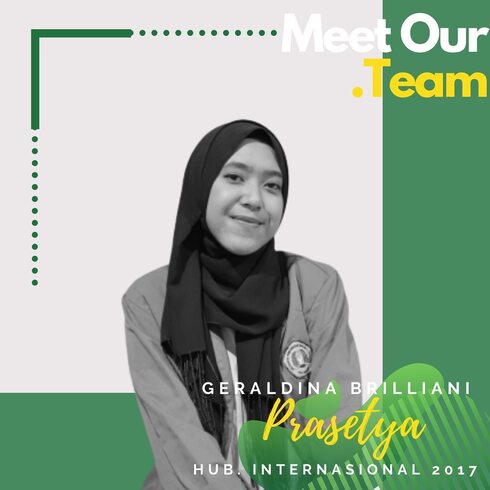 Meet Our
.Team
GERALDINA BRILLIANI
Prasetya
HUB. INTERNASIONAL 2017